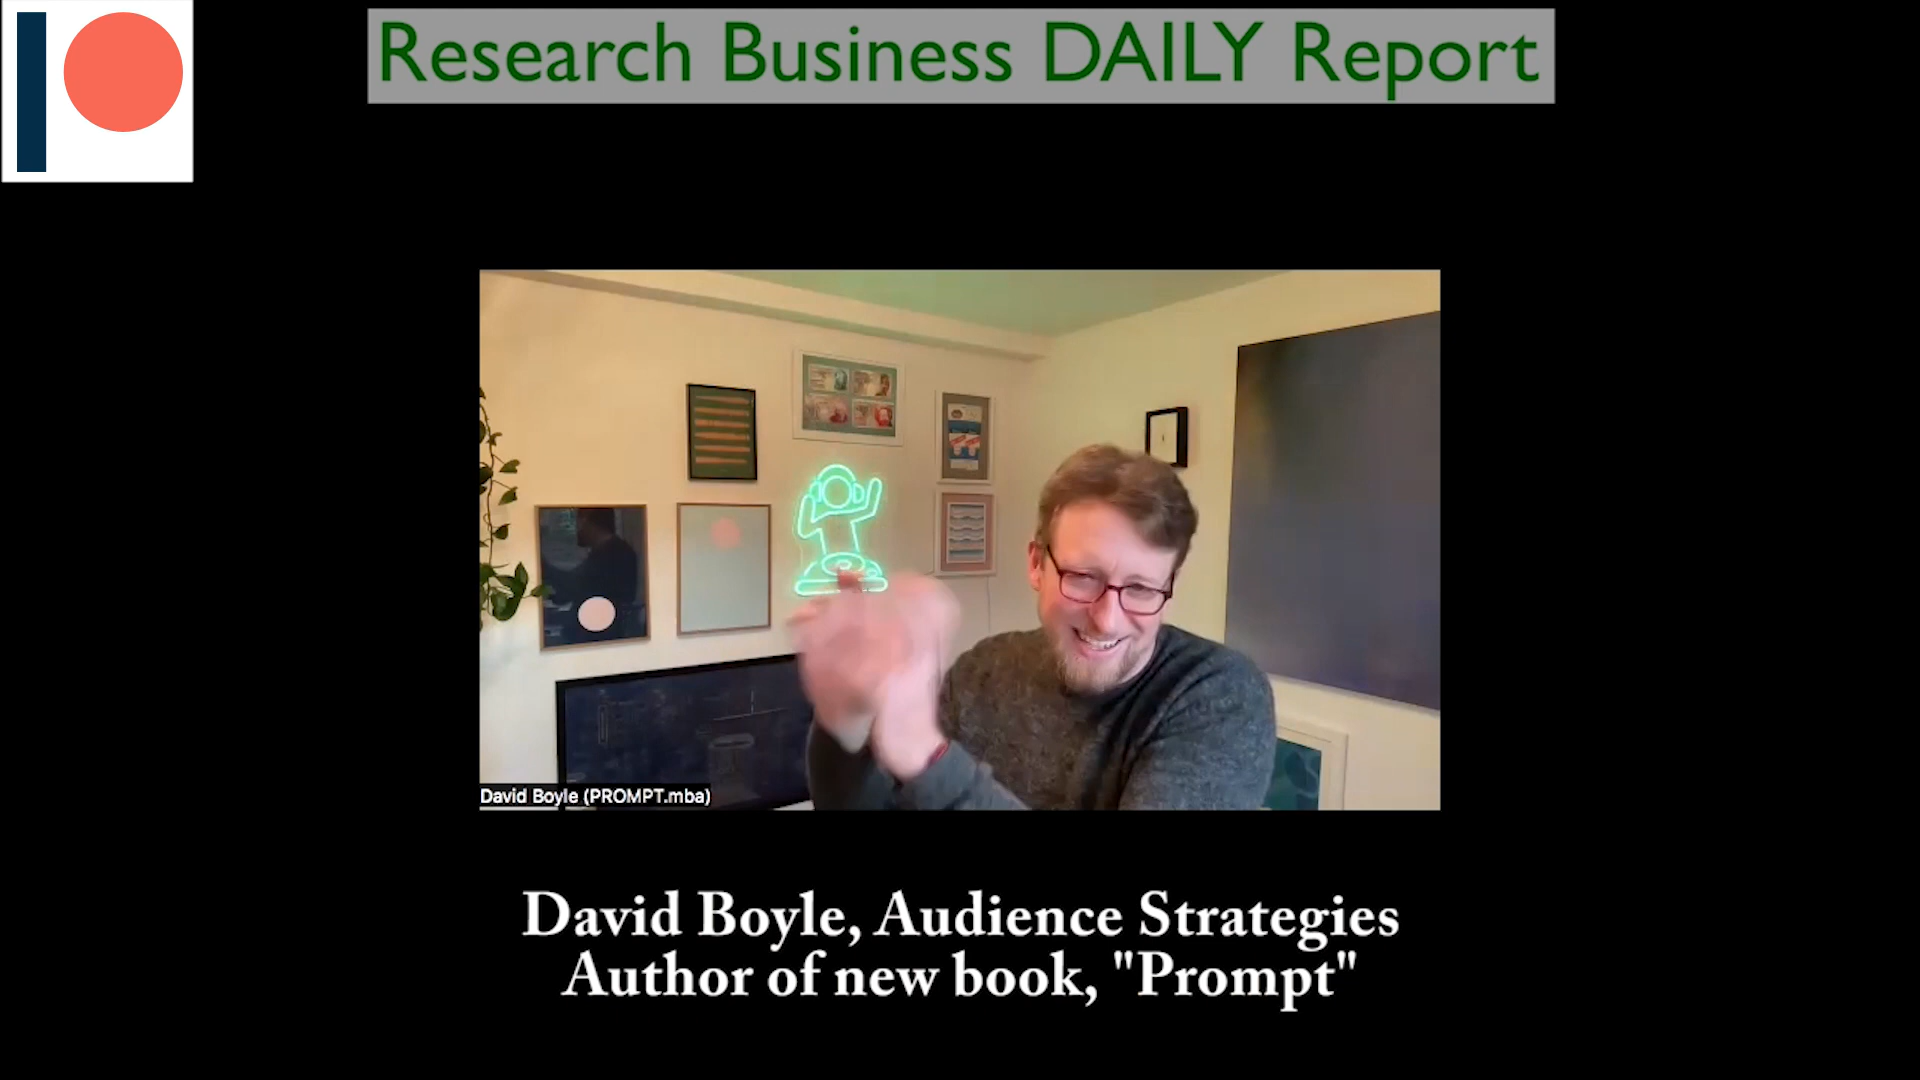 Research Business DAILY Report
David Boyle (PROMPT.mba)
David Boyle, Audience Strategies
Author of new book, "Prompt"